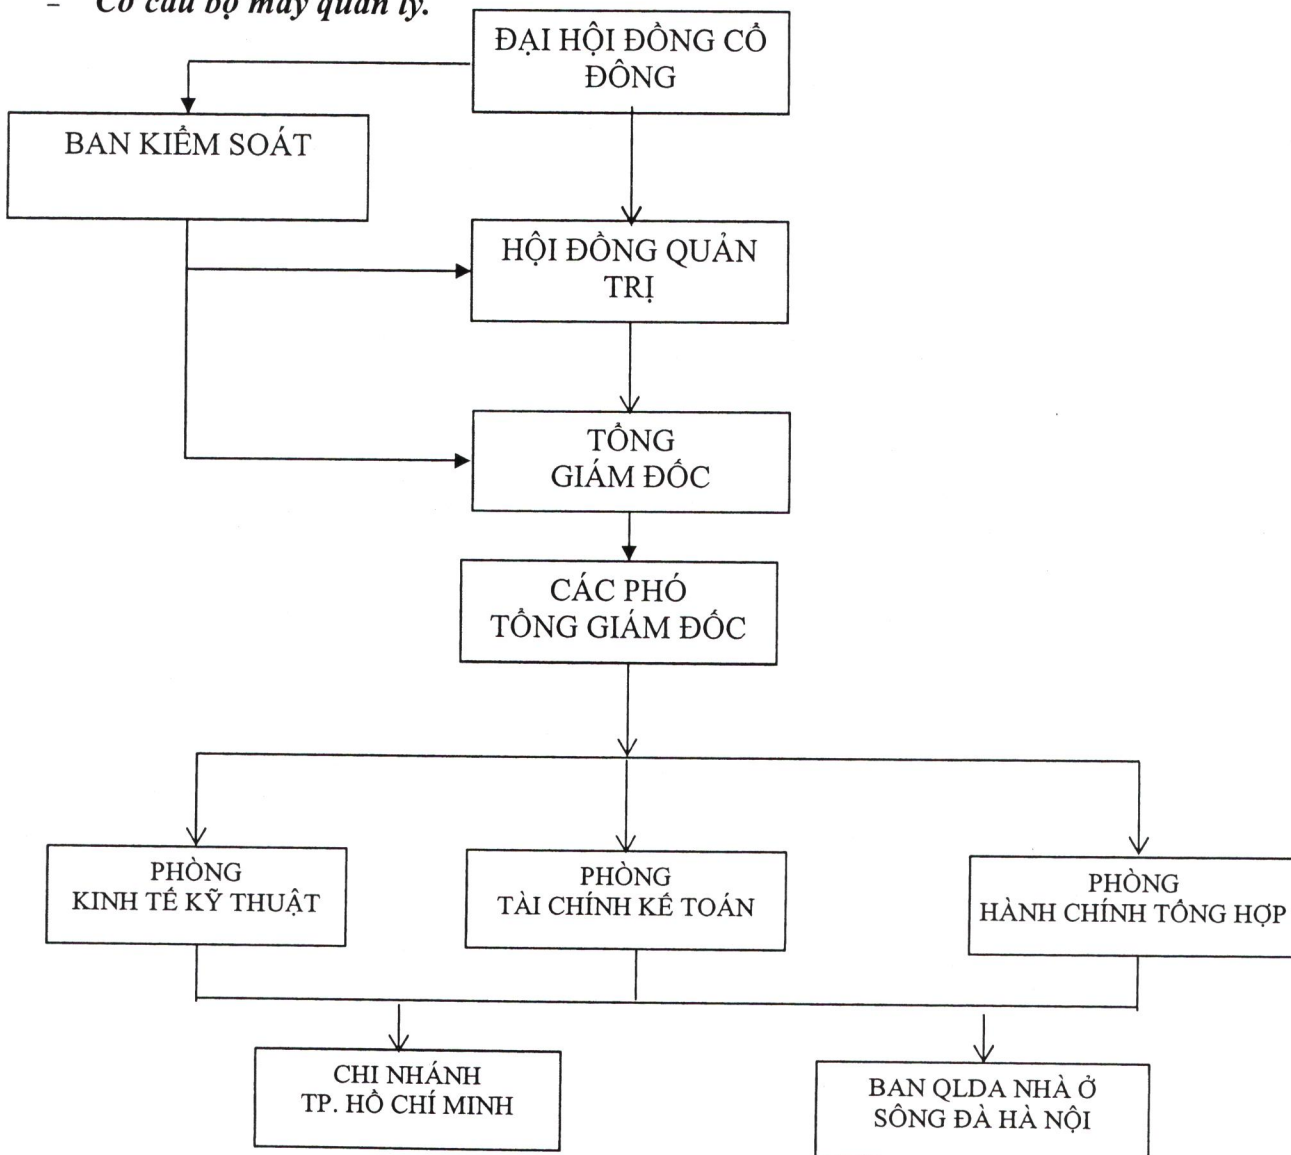 - Cơ cấu bộ máy quản lý.
ĐẠI HỘI ĐỒNG CỔ
ĐÔNG
BAN KIỂM SOÁT
HỘI ĐỒNG QUẢN
TRỊ
TỔNG
GIÁM ĐỐC
CÁC PHÓ
TỔNG GIÁM ĐỐC
PHÒNG
KINH TẾ KỸ THUẬT
PHÒNG
TÀI CHÍNH KẾ TOÁN
PHÒNG
HÀNH CHÍNH TỔNG HỢP
CHI NHÁNH
TP. HỒ CHÍ MINH
BAN QLDA NHÀ Ở
SÔNG ĐÀ HÀ NỘI